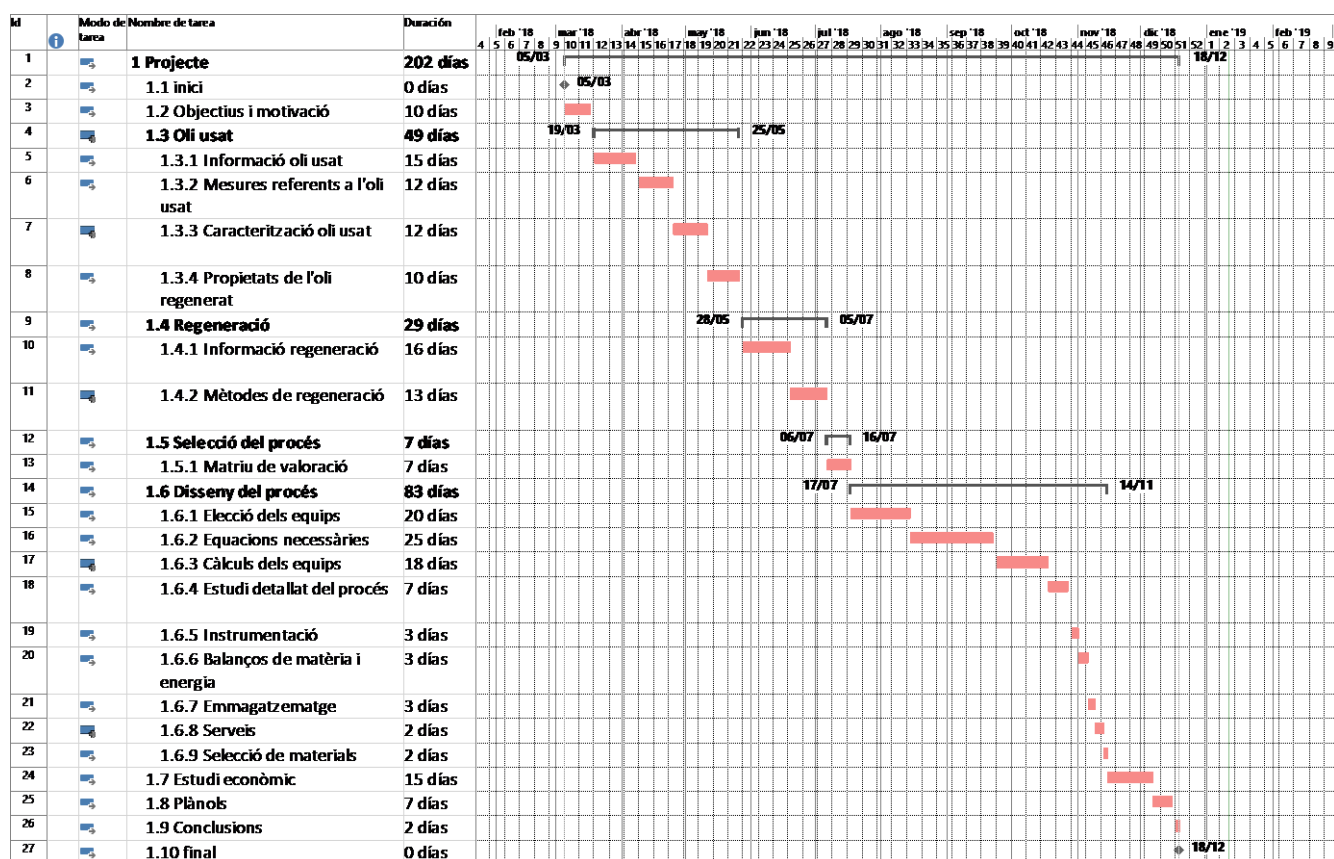 Id Modo de tarea Nombre de tarea Duración
feb '18 mar '18 abr '18 may '18 jun '18 jul '18 ago '18 sep '18 oct '18 nov '18 dic '18 ene '19 feb '19
4 5 6 7 8 9 10 11 12 13 14 15 16 17 18 19 20 21 22 23 24 25 26 27 28 29 30 31 32 33 34 35 36 37 38 39 40 41 42 43 44 45 46 47 48 49 50 51 52 1 2 3 4 5 6 7 8 9
1 1 Projecte 202 días 05/03 18/12
2 1.1 inici 0 días 05/03
3 1.2 Objectius i motivació 10 días
4 1.3 Oli usat 49 días 19/03 25/05
5 1.3.1 Informació oli usat 15 días
6 1.3.2 Mesures referents a l'oli 12 días
usat
7 1.3.3 Caracterització oli usat 12 días
8 1.3.4 Propietats de l'oli 10 días
regenerat
9 1.4 Regeneració 29 días 28/05 05/07
10 1.4.1 Informació regeneració 16 días
11 1.4.2 Mètodes de regeneració 13 días
12 1.5 Selecció del procés 7 días 06/07 16/07
13 1.5.1 Matriu de valoració 7 días
14 1.6 Disseny del procés 83 días 17/07 14/11
15 1.6.1 Elecció dels equips 20 días
16 1.6.2 Equacions necessàries 25 días
17 1.6.3 Càlculs dels equips 18 días
18 1.6.4 Estudi detallat del procés 7 días
19 1.6.5 Instrumentació 3 días
20 1.6.6 Balanços de matèria i 3 días
energia
21 1.6.7 Emmagatzematge 3 días
22 1.6.8 Serveis 2 días
23 1.6.9 Selecció de materials 2 días
24 1.7 Estudi econòmic 15 días
25 1.8 Plànols 7 días
26 1.9 Conclusions 2 días
27 1.10 final 0 días 18/12